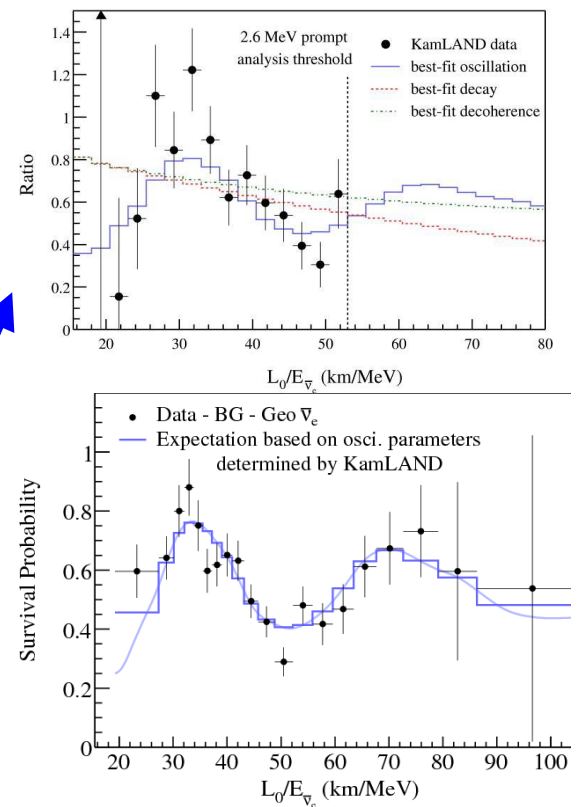 1.4
1.2
1
0.8
0.6
0.4
0.2
0
Ratio
2.6 MeV prompt
analysis threshold
KamLAND data
best-fit oscillation
best-fit decay
best-fit decoherence
20 30 40 50 60 70 80
L₀/E_ν̅ₑ (km/MeV)
Data - BG - Geo ν̅ₑ
Expectation based on osci. parameters
determined by KamLAND
1
0.8
0.6
0.4
0.2
0
Survival Probability
20 30 40 50 60 70 80 90 100
L₀/E_ν̅ₑ (km/MeV)